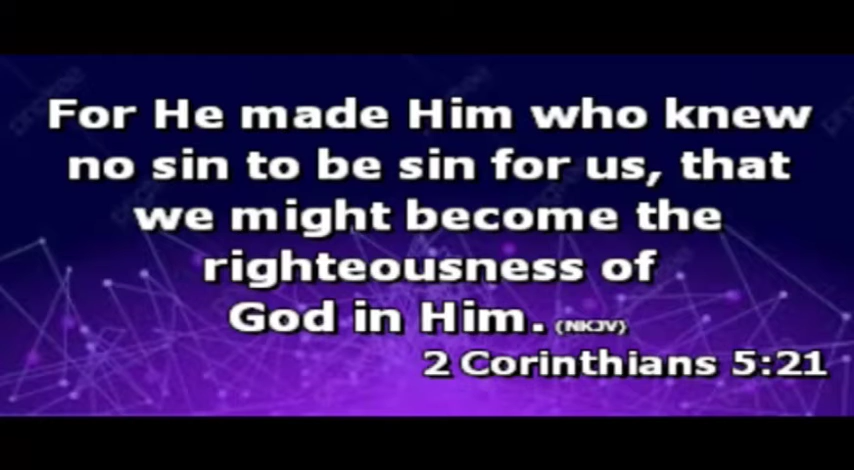 For He made Him who knew
no sin to be sin for us, that
we might become the
righteousness of
God in Him. (NKJV)
2 Corinthians 5:21